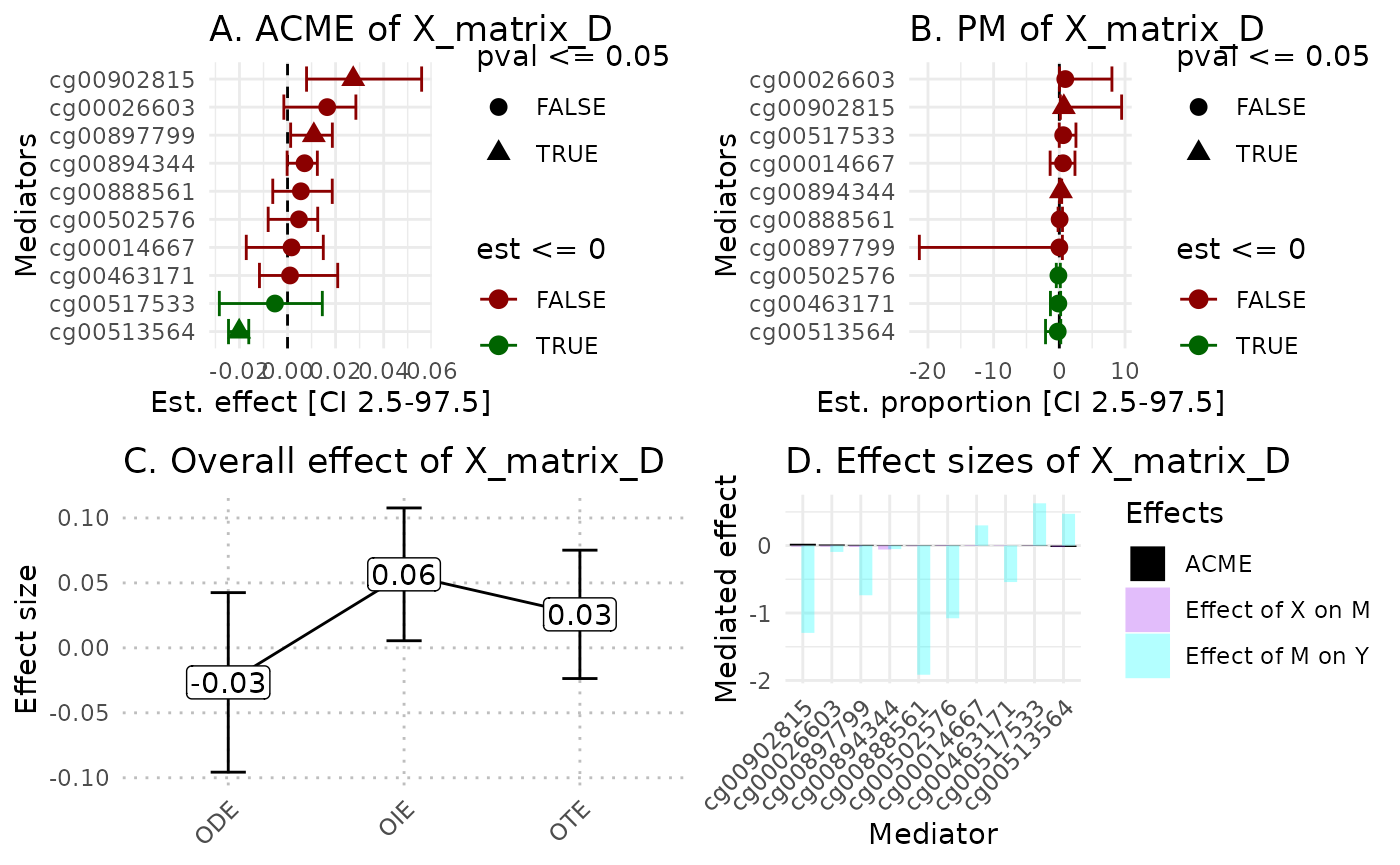 A. ACME of X_matrix_D
Mediators
cg00902815
cg00026603
cg00897799
cg00894344
cg00888561
cg00502576
cg00014667
cg00463171
cg00517533
cg00513564
-0.02 0.00 0.02 0.04 0.06
Est. effect [CI 2.5-97.5]
pval <= 0.05
FALSE
TRUE
est <= 0
FALSE
TRUE
B. PM of X_matrix_D
Mediators
cg00026603
cg00902815
cg00517533
cg00014667
cg00894344
cg00888561
cg00897799
cg00502576
cg00463171
cg00513564
-20 -10 0 10
Est. proportion [CI 2.5-97.5]
pval <= 0.05
FALSE
TRUE
est <= 0
FALSE
TRUE
C. Overall effect of X_matrix_D
Effect size
0.10
0.05
0.00
-0.05
-0.10
-0.03
0.06
0.03
ODE
OIE
OTE
D. Effect sizes of X_matrix_D
Mediated effect
0
-1
-2
cg00902815
cg00026603
cg00897799
cg00894344
cg00888561
cg00502576
cg00014667
cg00463171
cg00517533
cg00513564
Mediator
Effects
ACME
Effect of X on M
Effect of M on Y